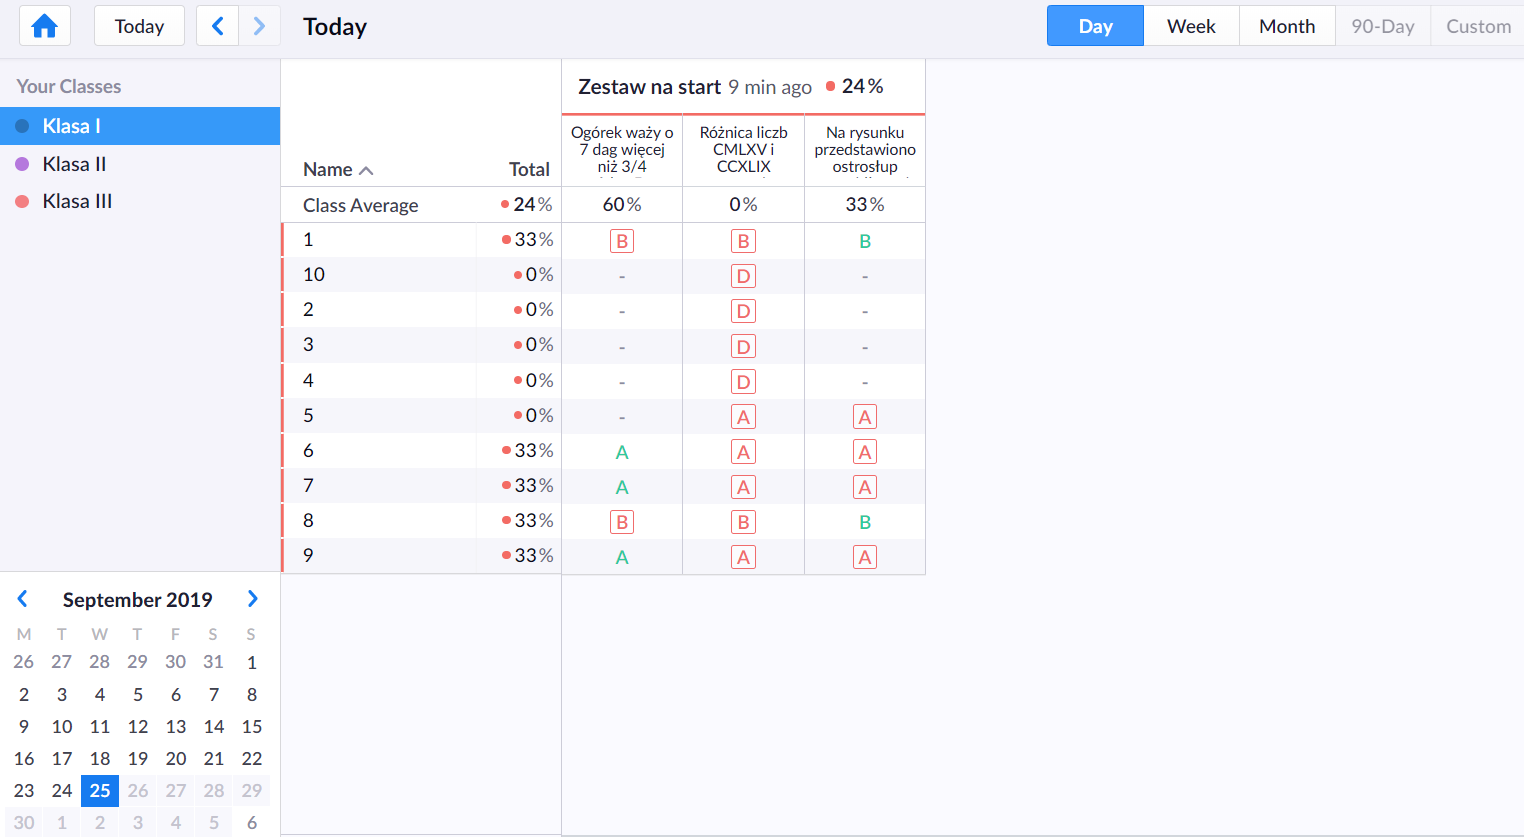 Today
Today
Day Week Month 90-Day Custom
Your Classes
Klasa I
Klasa II
Klasa III
Zestaw na start 9 min ago 24%
Name Total
Ogórek waży o
7 dag więcej
niż 3/4
Różnica liczb
CMLXV i
CCXLIX
Na rysunku
przedstawiono
ostrosłup
Class Average 24% 60% 0% 33%
1 33% B B B
10 0% - D -
2 0% - D -
3 0% - D -
4 0% - D -
5 0% - A A
6 33% A A A
7 33% A A A
8 33% B B B
9 33% A A A
September 2019
M T W T F S S
26 27 28 29 30 31 1
2 3 4 5 6 7 8
9 10 11 12 13 14 15
16 17 18 19 20 21 22
23 24 25 26 27 28 29
30 1 2 3 4 5 6